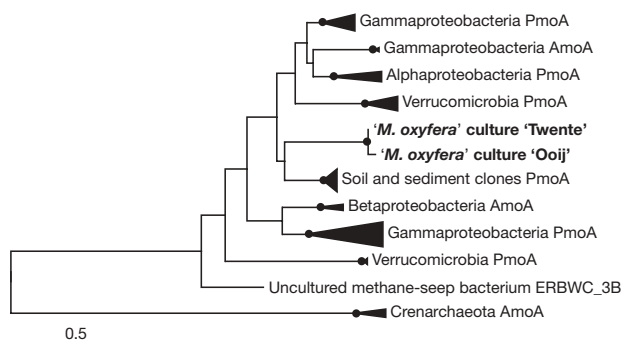 Gammaproteobacteria PmoA
Gammaproteobacteria AmoA
Alphaproteobacteria PmoA
Verrucomicrobia PmoA
‘M. oxyfera’ culture ‘Twente’
‘M. oxyfera’ culture ‘Ooij’
Soil and sediment clones PmoA
Betaproteobacteria AmoA
Gammaproteobacteria PmoA
Verrucomicrobia PmoA
Uncultured methane-seep bacterium ERBWC_3B
Crenarchaeota AmoA
0.5